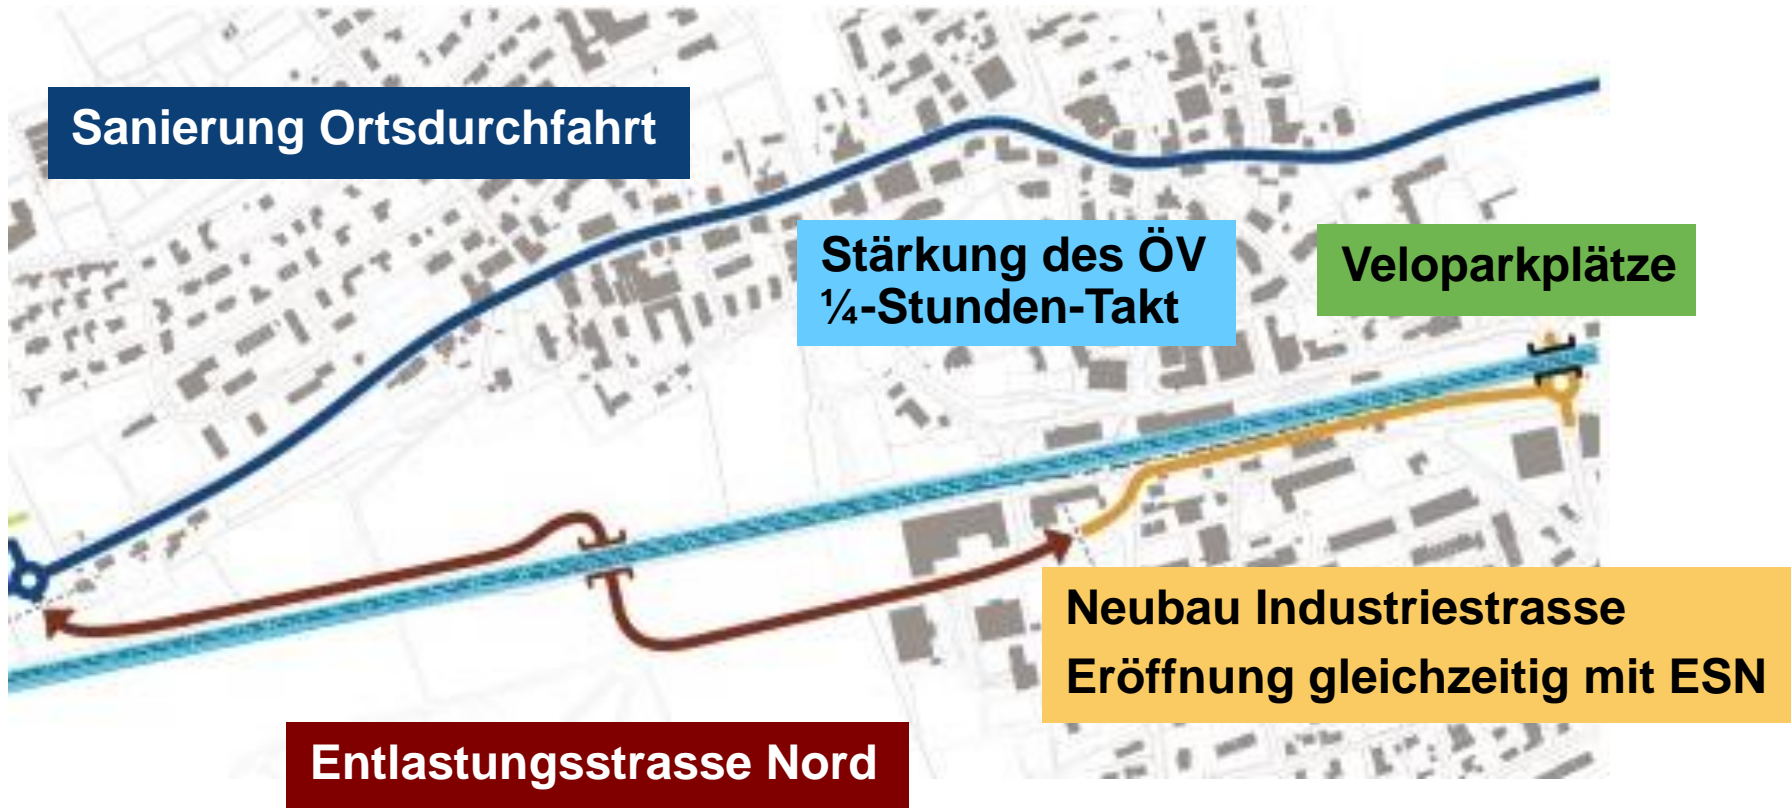 Sanierung Ortsdurchfahrt
Stärkung des ÖV
¼-Stunden-Takt
Veloparkplätze
Neubau Industriestrasse
Eröffnung gleichzeitig mit ESN
Entlastungsstrasse Nord